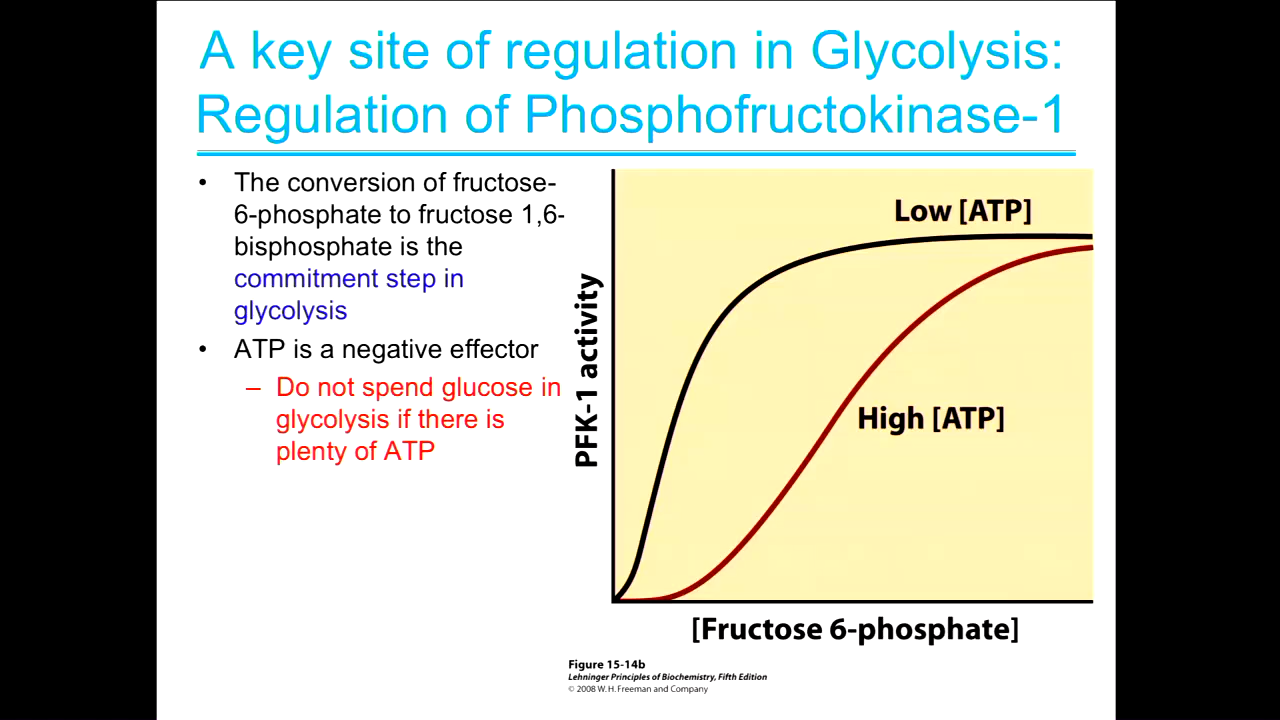 A key site of regulation in Glycolysis:
Regulation of Phosphofructokinase-1
• The conversion of fructose-
6-phosphate to fructose 1,6-
bisphosphate is the
commitment step in
glycolysis
• ATP is a negative effector
– Do not spend glucose in
glycolysis if there is
plenty of ATP
PFK-1 activity
Low [ATP]
High [ATP]
[Fructose 6-phosphate]
Figure 15-14b
Lehninger Principles of Biochemistry, Fifth Edition
© 2008 W. H. Freeman and Company